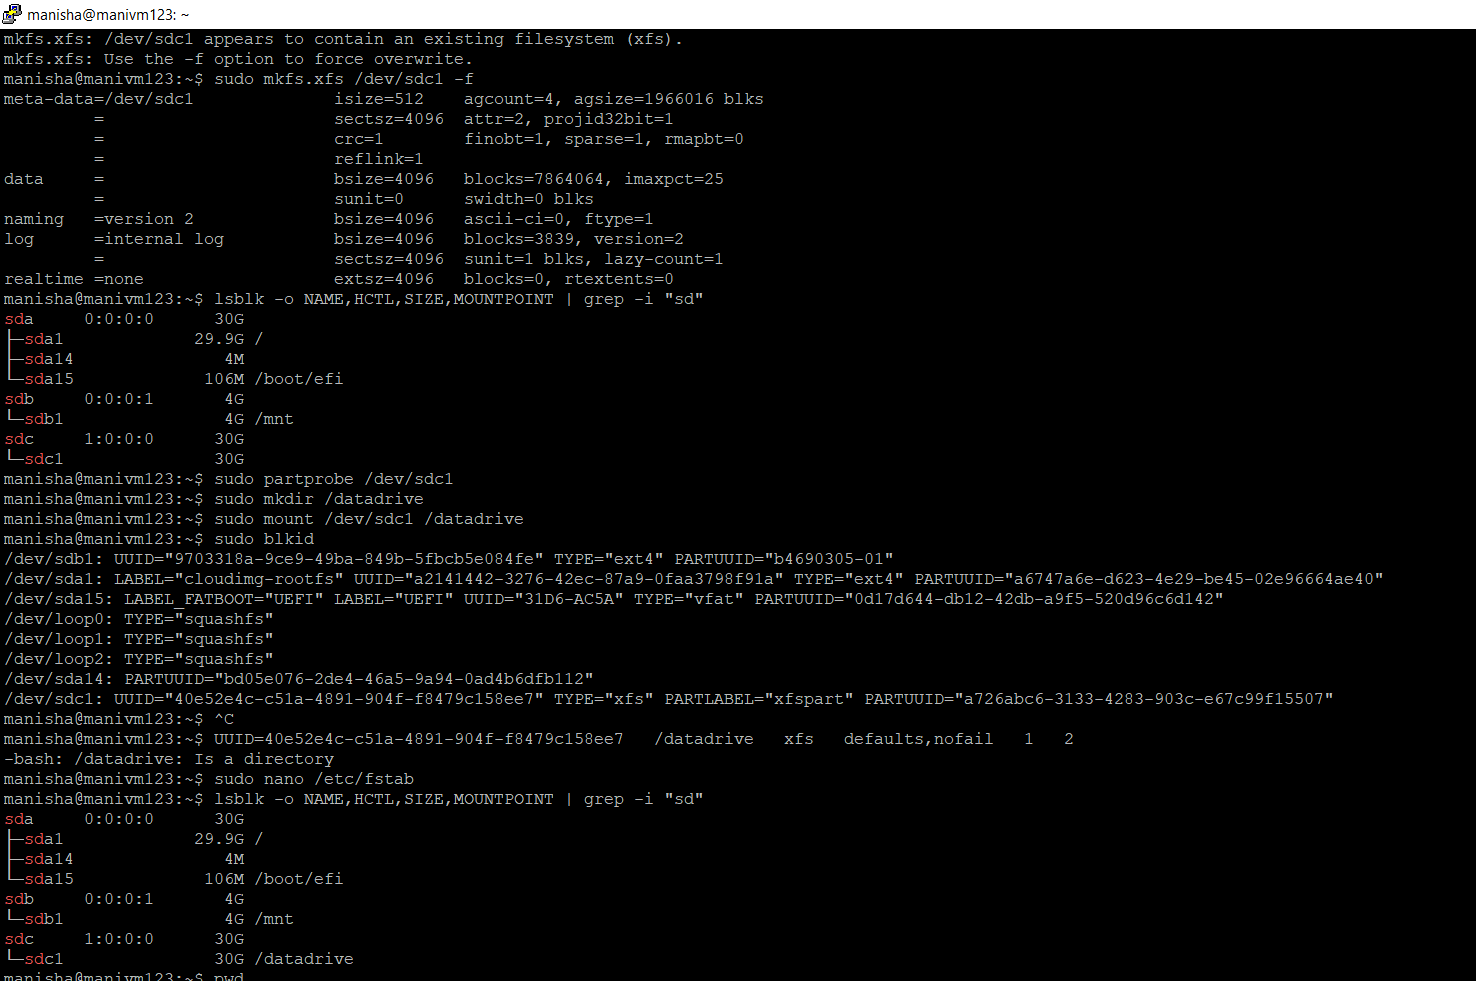 manisha@manivm123: ~
mkfs.xfs: /dev/sdc1 appears to contain an existing filesystem (xfs).
mkfs.xfs: Use the -f option to force overwrite.
manisha@manivm123:~$ sudo mkfs.xfs /dev/sdc1 -f
meta-data=/dev/sdc1              isize=512    agcount=4, agsize=1966016 blks
         =                       sectsz=4096  attr=2, projid32bit=1
         =                       crc=1        finobt=1, sparse=1, rmapbt=0
         =                       reflink=1
data     =                       bsize=4096   blocks=7864064, imaxpct=25
         =                       sunit=0      swidth=0 blks
naming   =version 2              bsize=4096   ascii-ci=0, ftype=1
log      =internal log           bsize=4096   blocks=3839, version=2
         =                       sectsz=4096  sunit=1 blks, lazy-count=1
realtime =none                   extsz=4096   blocks=0, rtextents=0
manisha@manivm123:~$ lsblk -o NAME,HCTL,SIZE,MOUNTPOINT | grep -i "sd"
sda     0:0:0:0      30G
├─sda1             29.9G /
├─sda14               4M
└─sda15             106M /boot/efi
sdb     0:0:0:1       4G
└─sdb1                4G /mnt
sdc     1:0:0:0      30G
└─sdc1               30G
manisha@manivm123:~$ sudo partprobe /dev/sdc1
manisha@manivm123:~$ sudo mkdir /datadrive
manisha@manivm123:~$ sudo mount /dev/sdc1 /datadrive
manisha@manivm123:~$ sudo blkid
/dev/sdb1: UUID="9703318a-9ce9-49ba-849b-5fbcb5e084fe" TYPE="ext4" PARTUUID="b4690305-01"
/dev/sda1: LABEL="cloudimg-rootfs" UUID="a2141442-3276-42ec-87a9-0faa3798f91a" TYPE="ext4" PARTUUID="a6747a6e-d623-4e29-be45-02e96664ae40"
/dev/sda15: LABEL_FATBOOT="UEFI" LABEL="UEFI" UUID="31D6-AC5A" TYPE="vfat" PARTUUID="0d17d644-db12-42db-a9f5-520d96c6d142"
/dev/loop0: TYPE="squashfs"
/dev/loop1: TYPE="squashfs"
/dev/loop2: TYPE="squashfs"
/dev/sda14: PARTUUID="bd05e076-2de4-46a5-9a94-0ad4b6dfb112"
/dev/sdc1: UUID="40e52e4c-c51a-4891-904f-f8479c158ee7" TYPE="xfs" PARTLABEL="xfspart" PARTUUID="a726abc6-3133-4283-903c-e67c99f15507"
manisha@manivm123:~$ ^C
manisha@manivm123:~$ UUID=40e52e4c-c51a-4891-904f-f8479c158ee7   /datadrive   xfs   defaults,nofail   1   2
-bash: /datadrive: Is a directory
manisha@manivm123:~$ sudo nano /etc/fstab
manisha@manivm123:~$ lsblk -o NAME,HCTL,SIZE,MOUNTPOINT | grep -i "sd"
sda     0:0:0:0      30G
├─sda1             29.9G /
├─sda14               4M
└─sda15             106M /boot/efi
sdb     0:0:0:1       4G
└─sdb1                4G /mnt
sdc     1:0:0:0      30G
└─sdc1               30G /datadrive
manisha@manivm123:~$ pwd